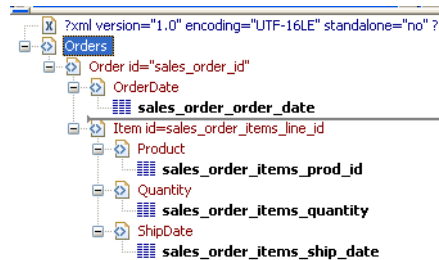 ?xml version="1.0" encoding="UTF-16LE" standalone="no" ?
Orders
Order id="sales_order_id"
OrderDate
sales_order_order_date
Item id=sales_order_items_line_id
Product
sales_order_items_prod_id
Quantity
sales_order_items_quantity
ShipDate
sales_order_items_ship_date